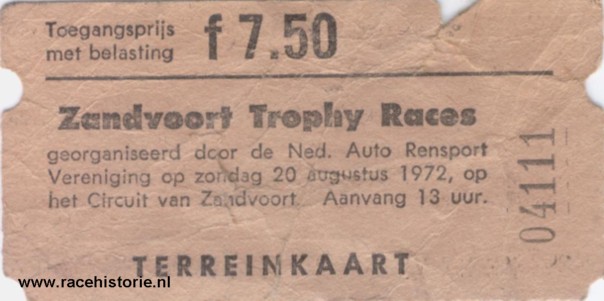 Toegangsprijs
met belasting
f 7.50
Zandvoort Trophy Races
georganiseerd door de Ned. Auto Rensport
Vereniging op zondag 20 augustus 1972, op
het Circuit van Zandvoort. Aanvang 13 uur.
04111
TERREINKAART
www.racehistorie.nl